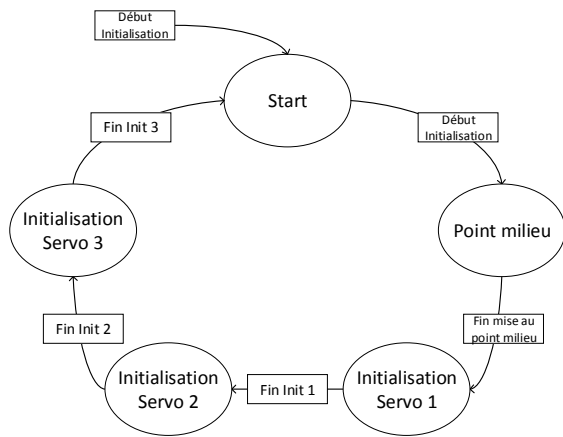 Début
Initialisation
Start
Fin Init 3
Début
Initialisation
Initialisation
Servo 3
Point milieu
Fin Init 2
Fin mise au
point milieu
Initialisation
Servo 2
Fin Init 1
Initialisation
Servo 1